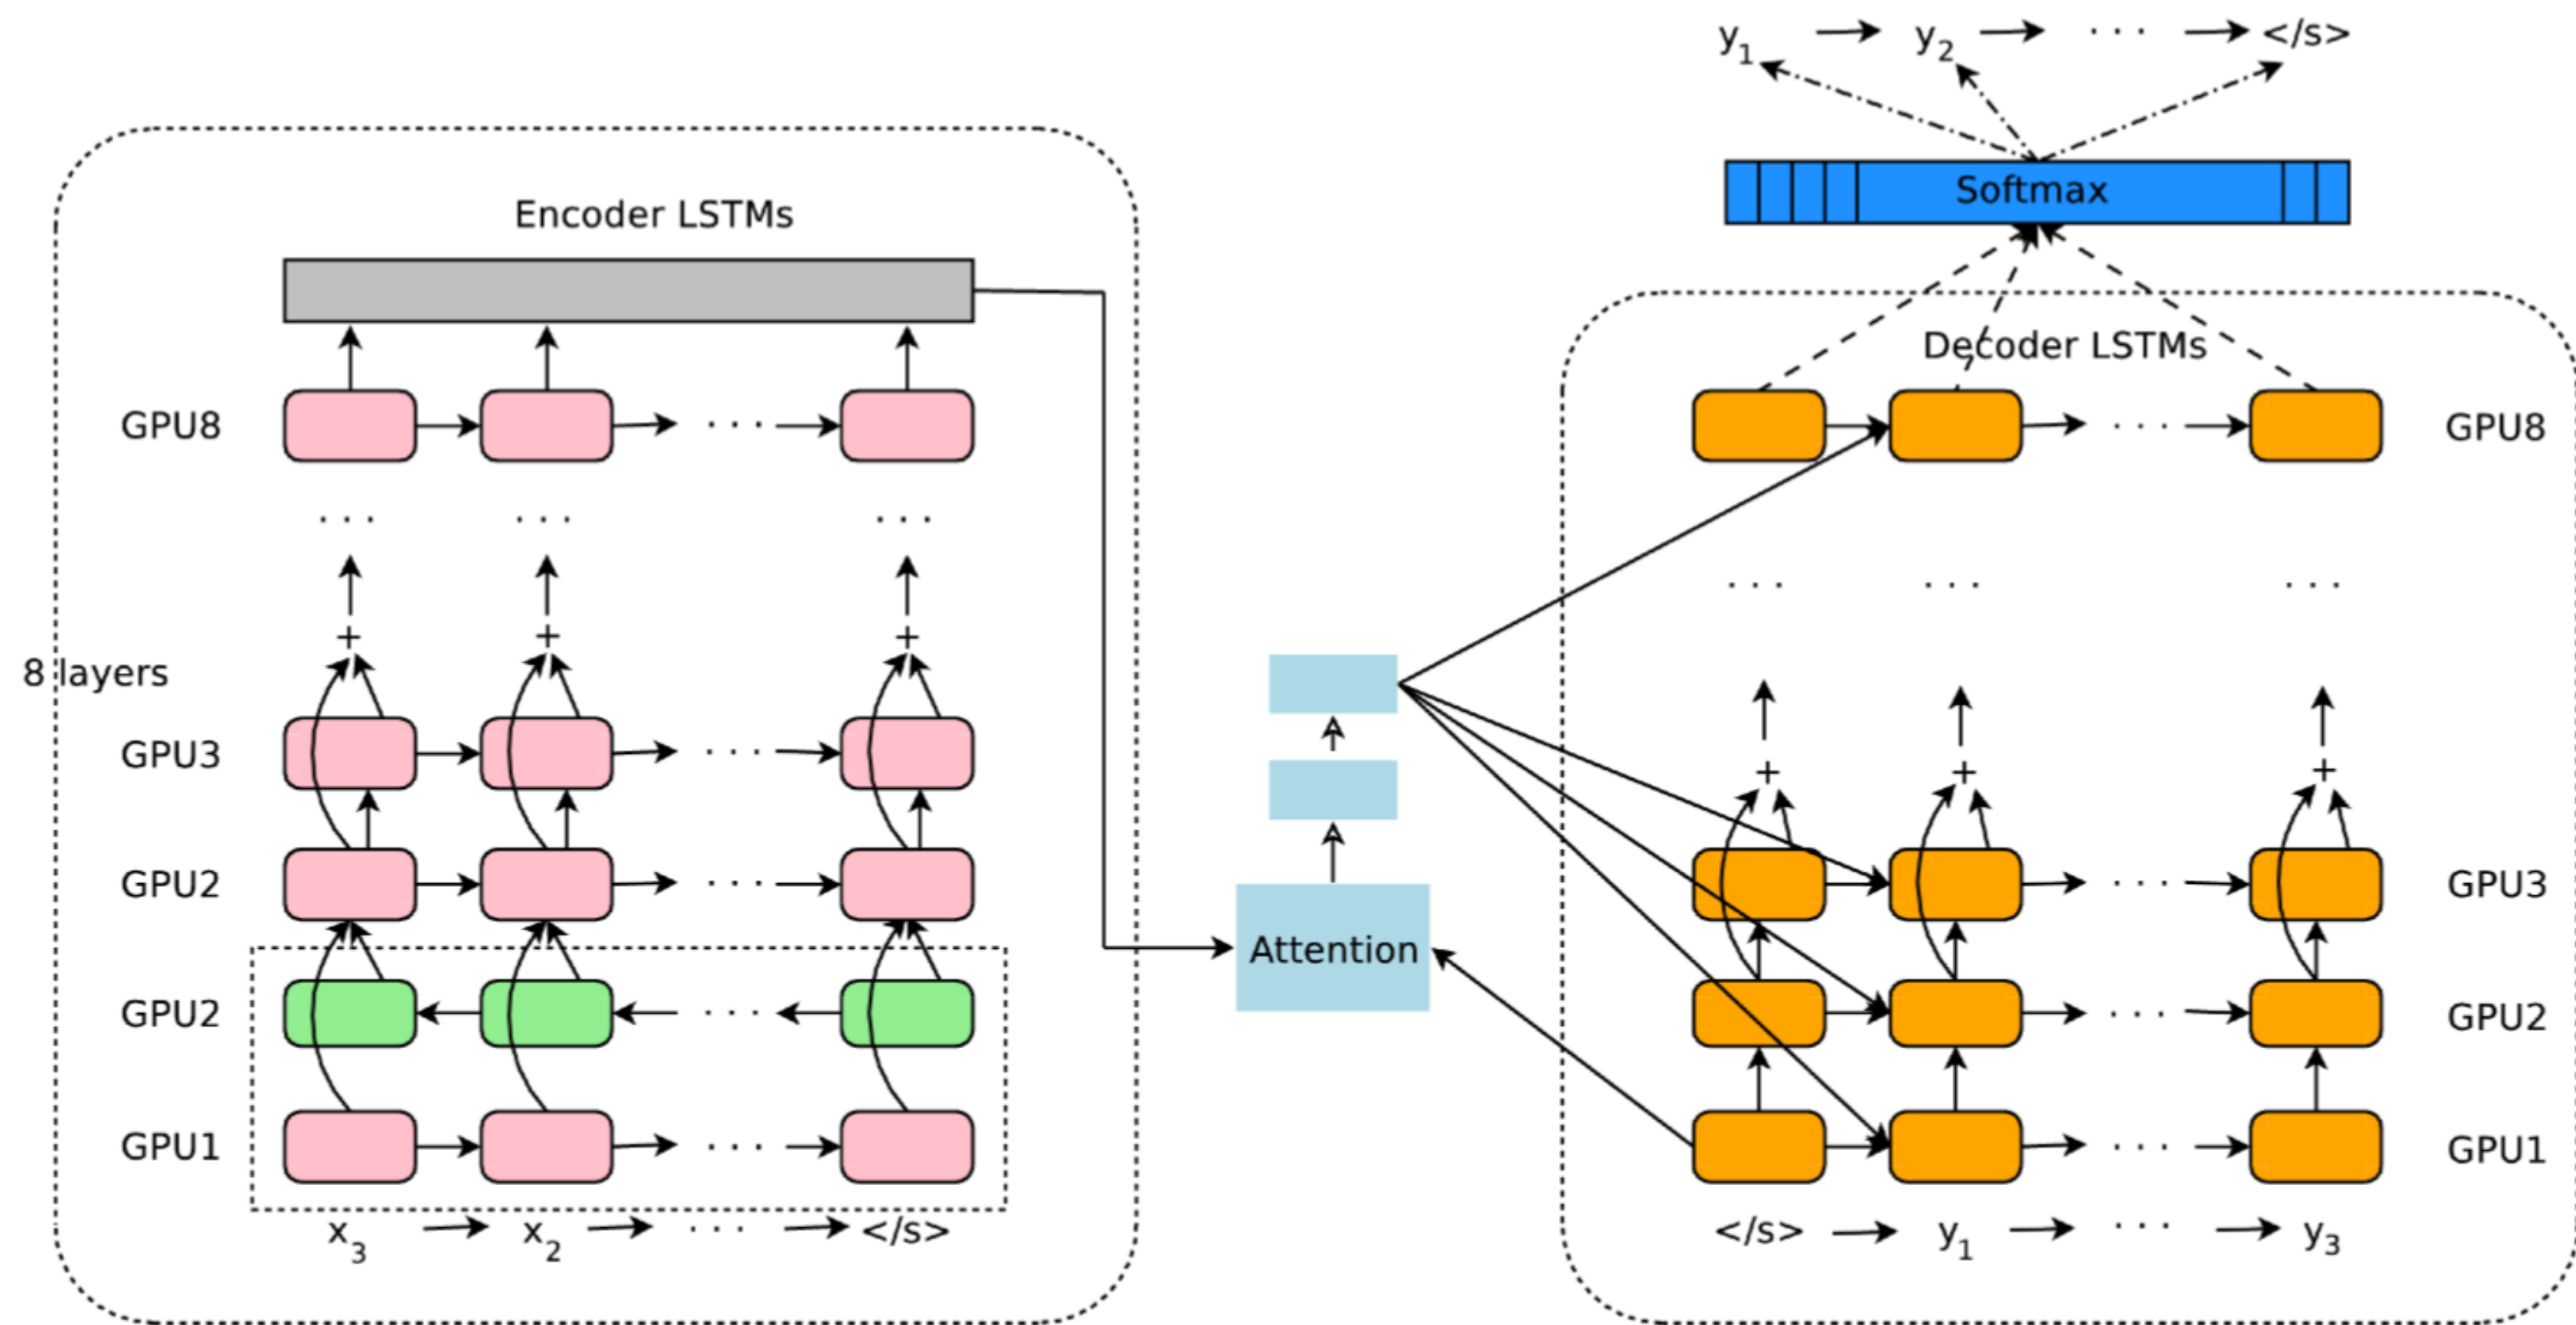 y1 → y2 → ··· → </s>
Softmax
Encoder LSTMs
Decoder LSTMs
GPU8 → → ··· →
→ → ··· → GPU8
··· ··· ···
··· ··· ···
+ + +
8 layers
GPU3 → → ··· →
+ + +
GPU2 → → ··· →
→ → ··· → GPU3
Attention
GPU2 ← ← ··· ←
→ → ··· → GPU2
GPU1 → → ··· →
→ → ··· → GPU1
x3 → x2 → ··· → </s>
</s> → y1 → ··· → y3